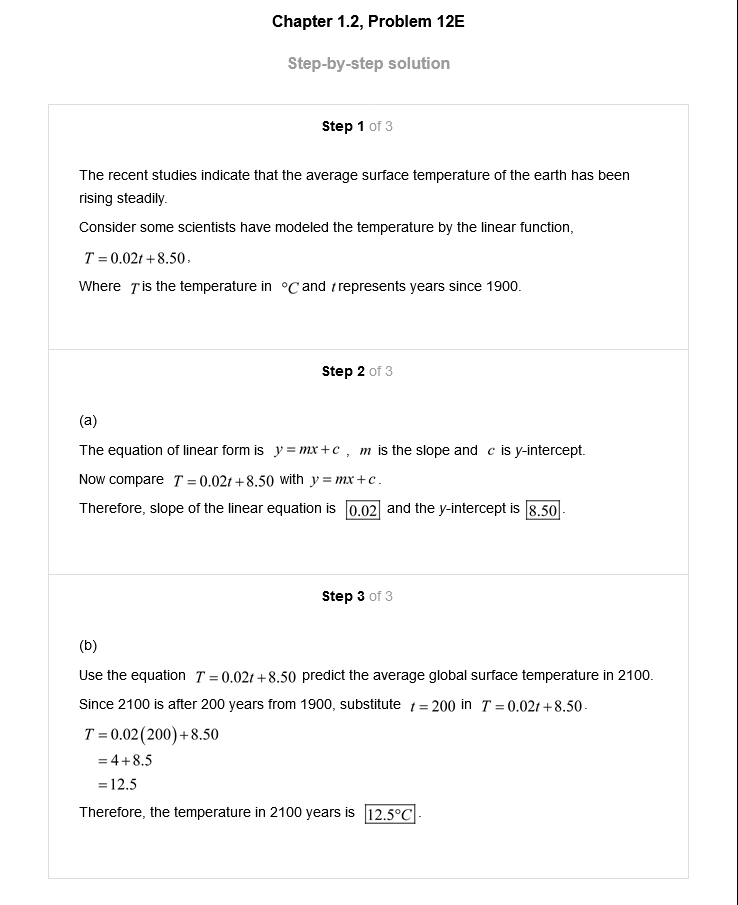 Chapter 1.2, Problem 12E
Step-by-step solution
Step 1 of 3
The recent studies indicate that the average surface temperature of the earth has been
rising steadily.
Consider some scientists have modeled the temperature by the linear function,
T = 0.02t + 8.50,
Where T is the temperature in °C and t represents years since 1900.
Step 2 of 3
(a)
The equation of linear form is y = mx + c , m is the slope and c is y-intercept.
Now compare T = 0.02t + 8.50 with y = mx + c.
Therefore, slope of the linear equation is 0.02 and the y-intercept is 8.50.
Step 3 of 3
(b)
Use the equation T = 0.02t + 8.50 predict the average global surface temperature in 2100.
Since 2100 is after 200 years from 1900, substitute t = 200 in T = 0.02t + 8.50.
T = 0.02(200) + 8.50
= 4 + 8.5
= 12.5
Therefore, the temperature in 2100 years is 12.5°C.